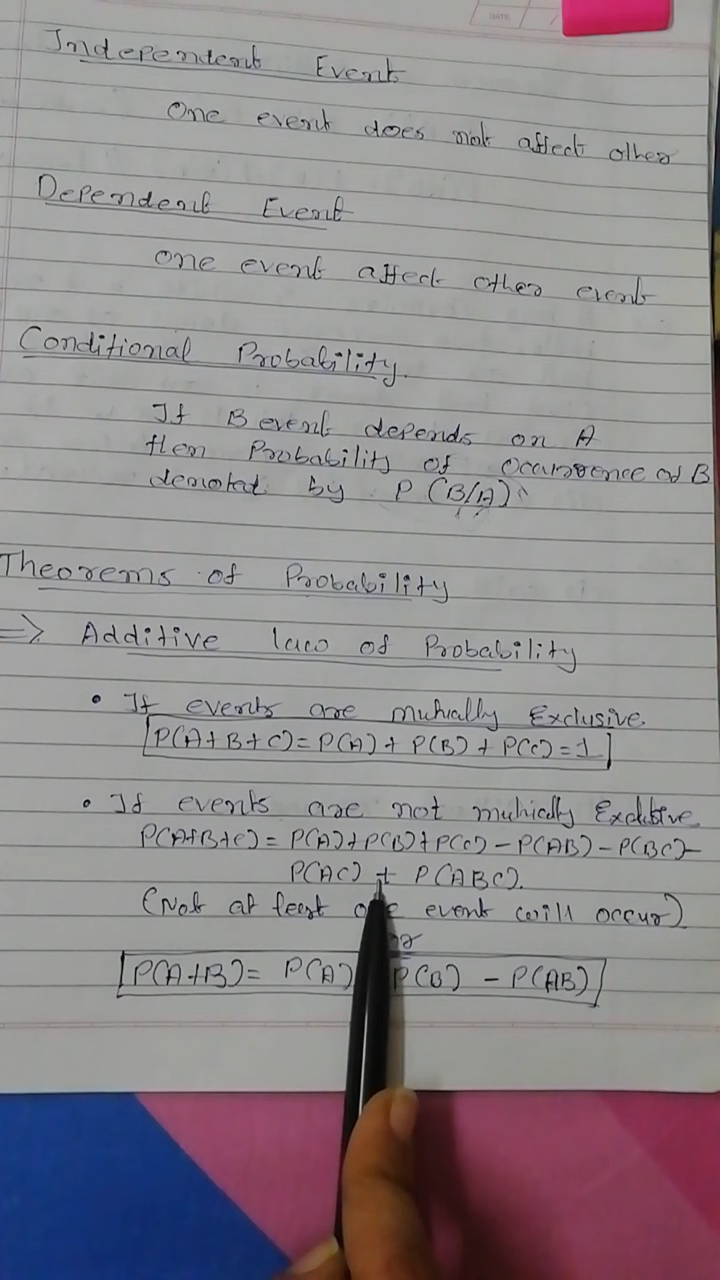 DATE
Independent Event
One event does not affect other
Dependent Event
One event affect other event
Conditional Probability.
If B event depends on A
then Probability of Ocurrence of B
denoted by P(B/A)
Theorems of Probability
=> Additive law of Probability
• If events are mutually Exclusive.
P(A+B+C)= P(A)+ P(B) + P(C)=1
• If events are not mutually Exclusive
P(A+B+C)= P(A)+P(B)+P(C)-P(AB)-P(BC)-
P(AC) + P(ABC).
(Not at least one event will occur)
or
P(A+B)= P(A) P(B) - P(AB)